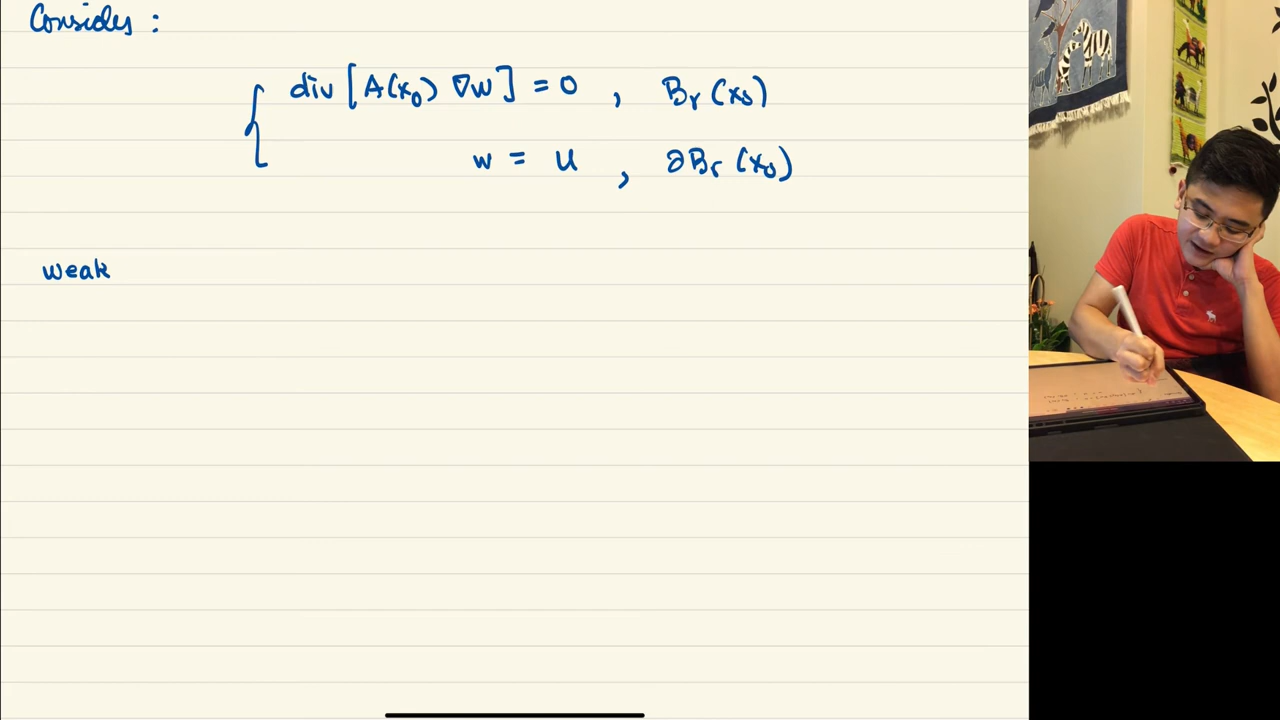 Consider :
div [ A(x₀) ∇w ] = 0 , Br (x₀)
w = u , ∂Br (x₀)
weak